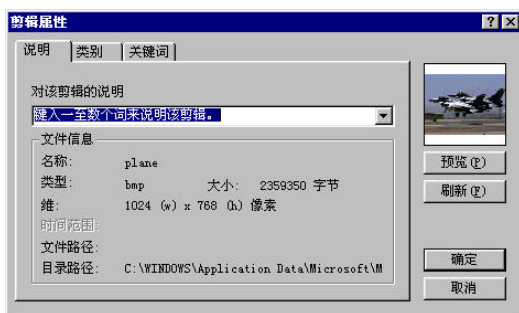 剪辑属性
说明 类别 关键词
对该剪辑的说明
键入一至数个词来说明该剪辑。
文件信息
名称: plane
类型: bmp 大小: 2359350 字节
维: 1024 (w) x 768 (h) 像素
时间范围:
文件路径:
目录路径: C:\WINDOWS\Application Data\Microsoft\M
预览(P)
刷新(F)
确定
取消